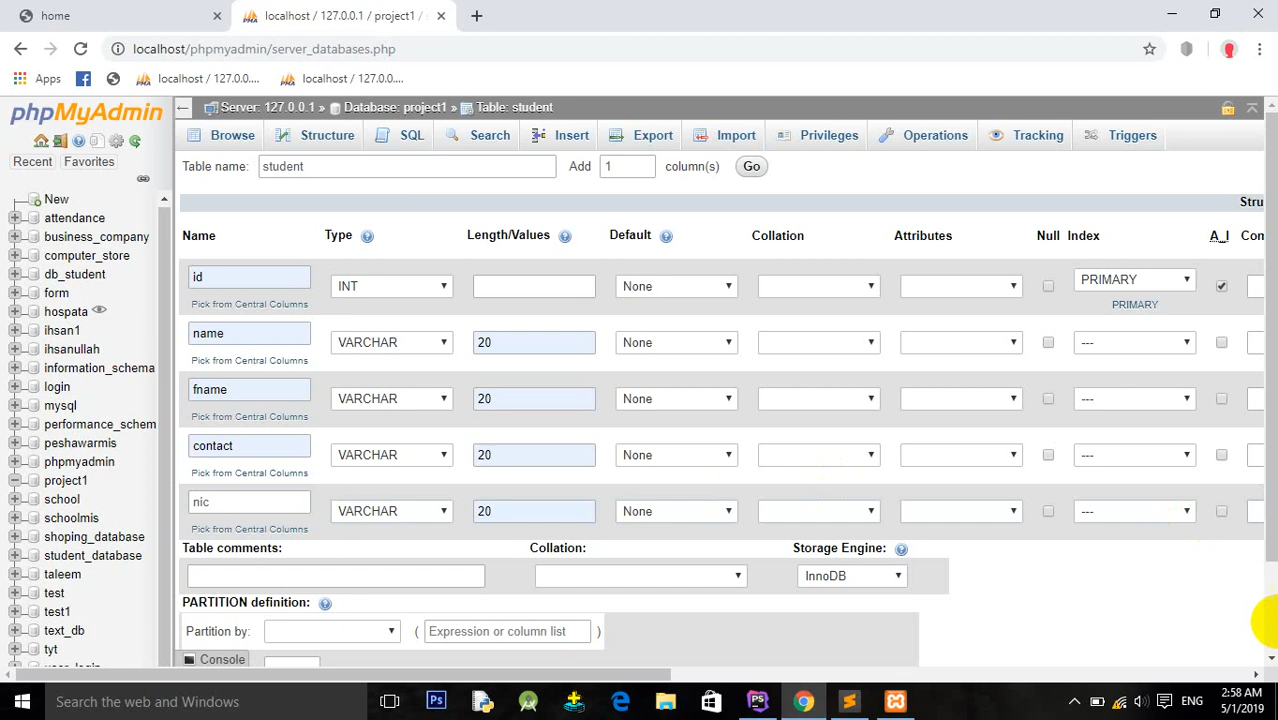 home
localhost / 127.0.0.1 / project1 /
localhost/phpmyadmin/server_databases.php
Apps
localhost / 127.0.0....
localhost / 127.0.0....
phpMyAdmin
Recent
Favorites
New
attendance
business_company
computer_store
db_student
form
hospata
ihsan1
ihsanullah
information_schema
login
mysql
performance_schem
peshawarmis
phpmyadmin
project1
school
schoolmis
shoping_database
student_database
taleem
test
test1
text_db
tyt
Server: 127.0.0.1 » Database: project1 » Table: student
Browse Structure SQL Search Insert Export Import Privileges Operations Tracking Triggers
Table name: student Add 1 column(s) Go
Stru
Name Type Length/Values Default Collation Attributes Null Index A_I Con
id INT None PRIMARY
Pick from Central Columns PRIMARY
name VARCHAR 20 None ---
Pick from Central Columns
fname VARCHAR 20 None ---
Pick from Central Columns
contact VARCHAR 20 None ---
Pick from Central Columns
nic VARCHAR 20 None ---
Pick from Central Columns
Table comments: Collation: Storage Engine:
InnoDB
PARTITION definition:
Partition by: ( Expression or column list )
Console
Search the web and Windows
ENG
2:58 AM
5/1/2019